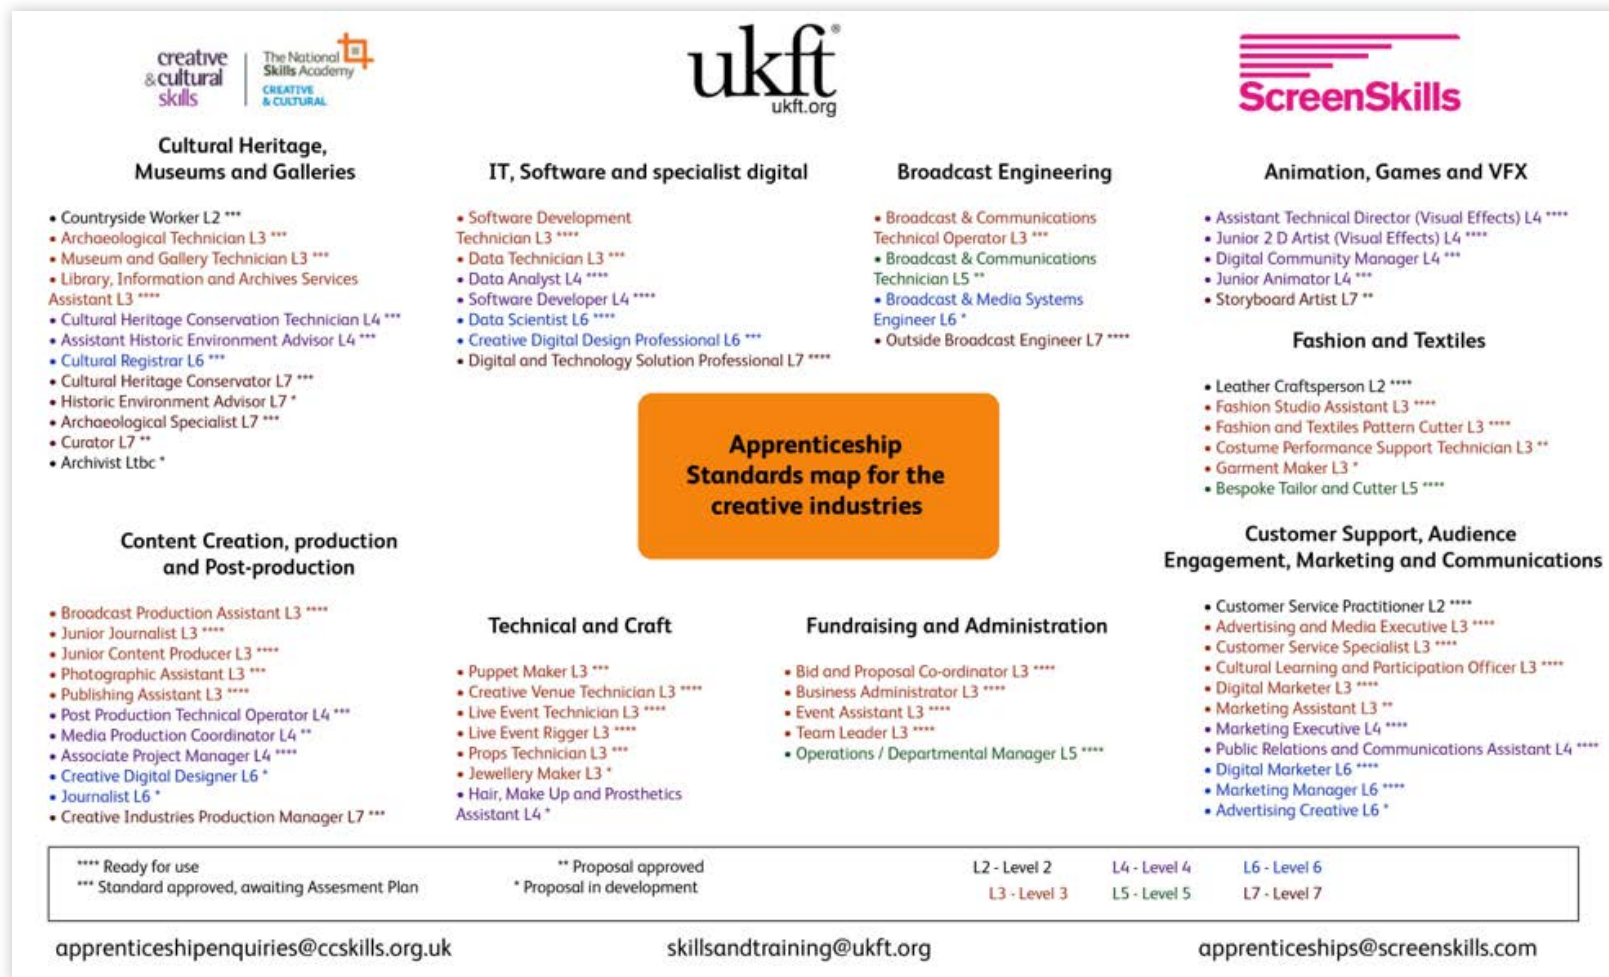 creative
& cultural
skills
The National
Skills Academy
CREATIVE
& CULTURAL
ukft®
ukft.org
ScreenSkills
Cultural Heritage,
Museums and Galleries
• Countryside Worker L2 ***
• Archaeological Technician L3 ***
• Museum and Gallery Technician L3 ***
• Library, Information and Archives Services
Assistant L3 ****
• Cultural Heritage Conservation Technician L4 ***
• Assistant Historic Environment Advisor L4 ***
• Cultural Registrar L6 ***
• Cultural Heritage Conservator L7 ***
• Historic Environment Advisor L7 *
• Archaeological Specialist L7 ***
• Curator L7 **
• Archivist Ltbc *
IT, Software and specialist digital
• Software Development
Technician L3 ****
• Data Technician L3 ***
• Data Analyst L4 ****
• Software Developer L4 ****
• Data Scientist L6 ****
• Creative Digital Design Professional L6 ***
• Digital and Technology Solution Professional L7 ****
Broadcast Engineering
• Broadcast & Communications
Technical Operator L3 ***
• Broadcast & Communications
Technician L5 **
• Broadcast & Media Systems
Engineer L6 *
• Outside Broadcast Engineer L7 ****
Animation, Games and VFX
• Assistant Technical Director (Visual Effects) L4 ****
• Junior 2 D Artist (Visual Effects) L4 ****
• Digital Community Manager L4 ***
• Junior Animator L4 ***
• Storyboard Artist L7 **
Fashion and Textiles
• Leather Craftsperson L2 ****
• Fashion Studio Assistant L3 ****
• Fashion and Textiles Pattern Cutter L3 ****
• Costume Performance Support Technician L3 **
• Garment Maker L3 *
• Bespoke Tailor and Cutter L5 ****
Apprenticeship
Standards map for the
creative industries
Content Creation, production
and Post-production
• Broadcast Production Assistant L3 ****
• Junior Journalist L3 ****
• Junior Content Producer L3 ****
• Photographic Assistant L3 ***
• Publishing Assistant L3 ****
• Post Production Technical Operator L4 ***
• Media Production Coordinator L4 **
• Associate Project Manager L4 ****
• Creative Digital Designer L6 *
• Journalist L6 *
• Creative Industries Production Manager L7 ***
Technical and Craft
• Puppet Maker L3 ***
• Creative Venue Technician L3 ****
• Live Event Technician L3 ****
• Live Event Rigger L3 ****
• Props Technician L3 ***
• Jewellery Maker L3 *
• Hair, Make Up and Prosthetics
Assistant L4 *
Fundraising and Administration
• Bid and Proposal Co-ordinator L3 ****
• Business Administrator L3 ****
• Event Assistant L3 ****
• Team Leader L3 ****
• Operations / Departmental Manager L5 ****
Customer Support, Audience
Engagement, Marketing and Communications
• Customer Service Practitioner L2 ****
• Advertising and Media Executive L3 ****
• Customer Service Specialist L3 ****
• Cultural Learning and Participation Officer L3 ****
• Digital Marketer L3 ****
• Marketing Assistant L3 **
• Marketing Executive L4 ****
• Public Relations and Communications Assistant L4 ****
• Digital Marketer L6 ****
• Marketing Manager L6 ****
• Advertising Creative L6 *
**** Ready for use
*** Standard approved, awaiting Assesment Plan
** Proposal approved
* Proposal in development
L2 - Level 2
L3 - Level 3
L4 - Level 4
L5 - Level 5
L6 - Level 6
L7 - Level 7
apprenticeshipenquiries@ccskills.org.uk
skillsandtraining@ukft.org
apprenticeships@screenskills.com